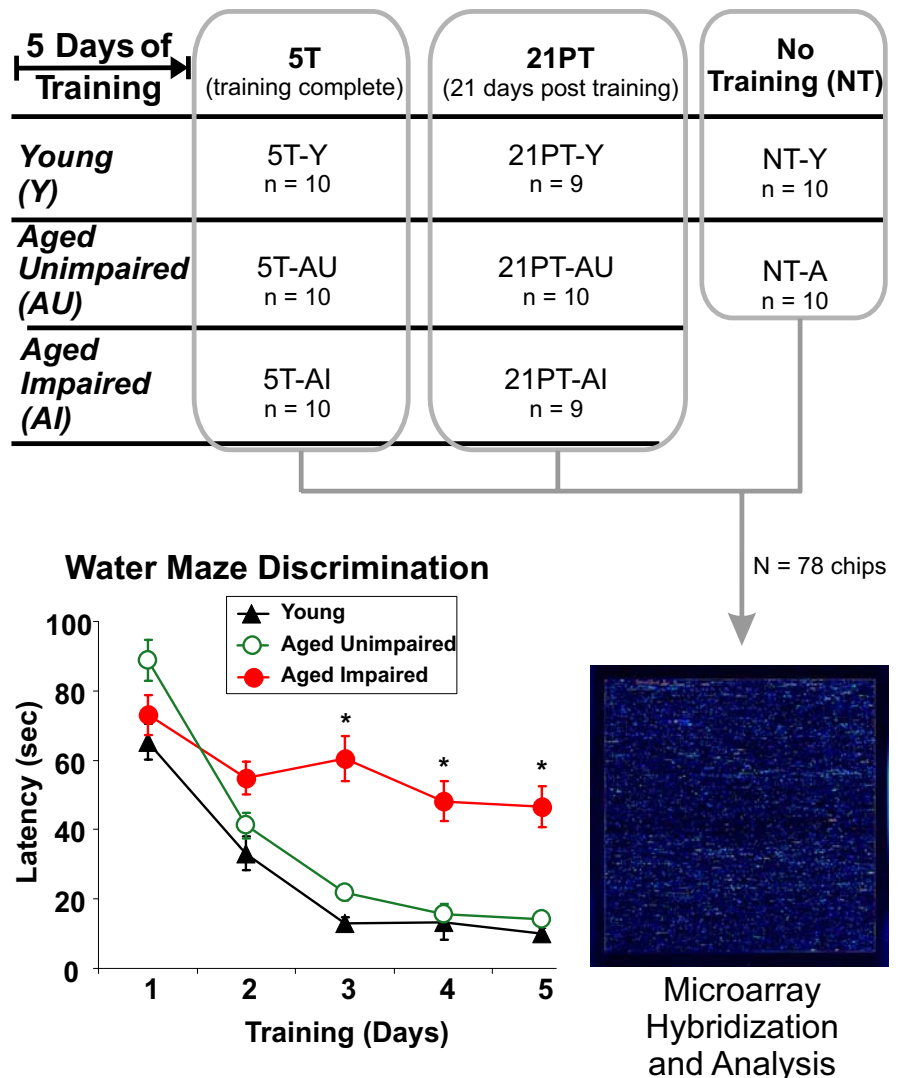 5 Days of
Training
5T
(training complete)
21PT
(21 days post training)
No
Training (NT)
Young
(Y)
5T-Y
n = 10
21PT-Y
n = 9
NT-Y
n = 10
Aged
Unimpaired
(AU)
5T-AU
n = 10
21PT-AU
n = 10
NT-A
n = 10
Aged
Impaired
(AI)
5T-AI
n = 10
21PT-AI
n = 9
N = 78 chips
Water Maze Discrimination
Young
Aged Unimpaired
Aged Impaired
Latency (sec)
100
80
60
40
20
0
*
*
*
1 2 3 4 5
Training (Days)
Microarray
Hybridization
and Analysis